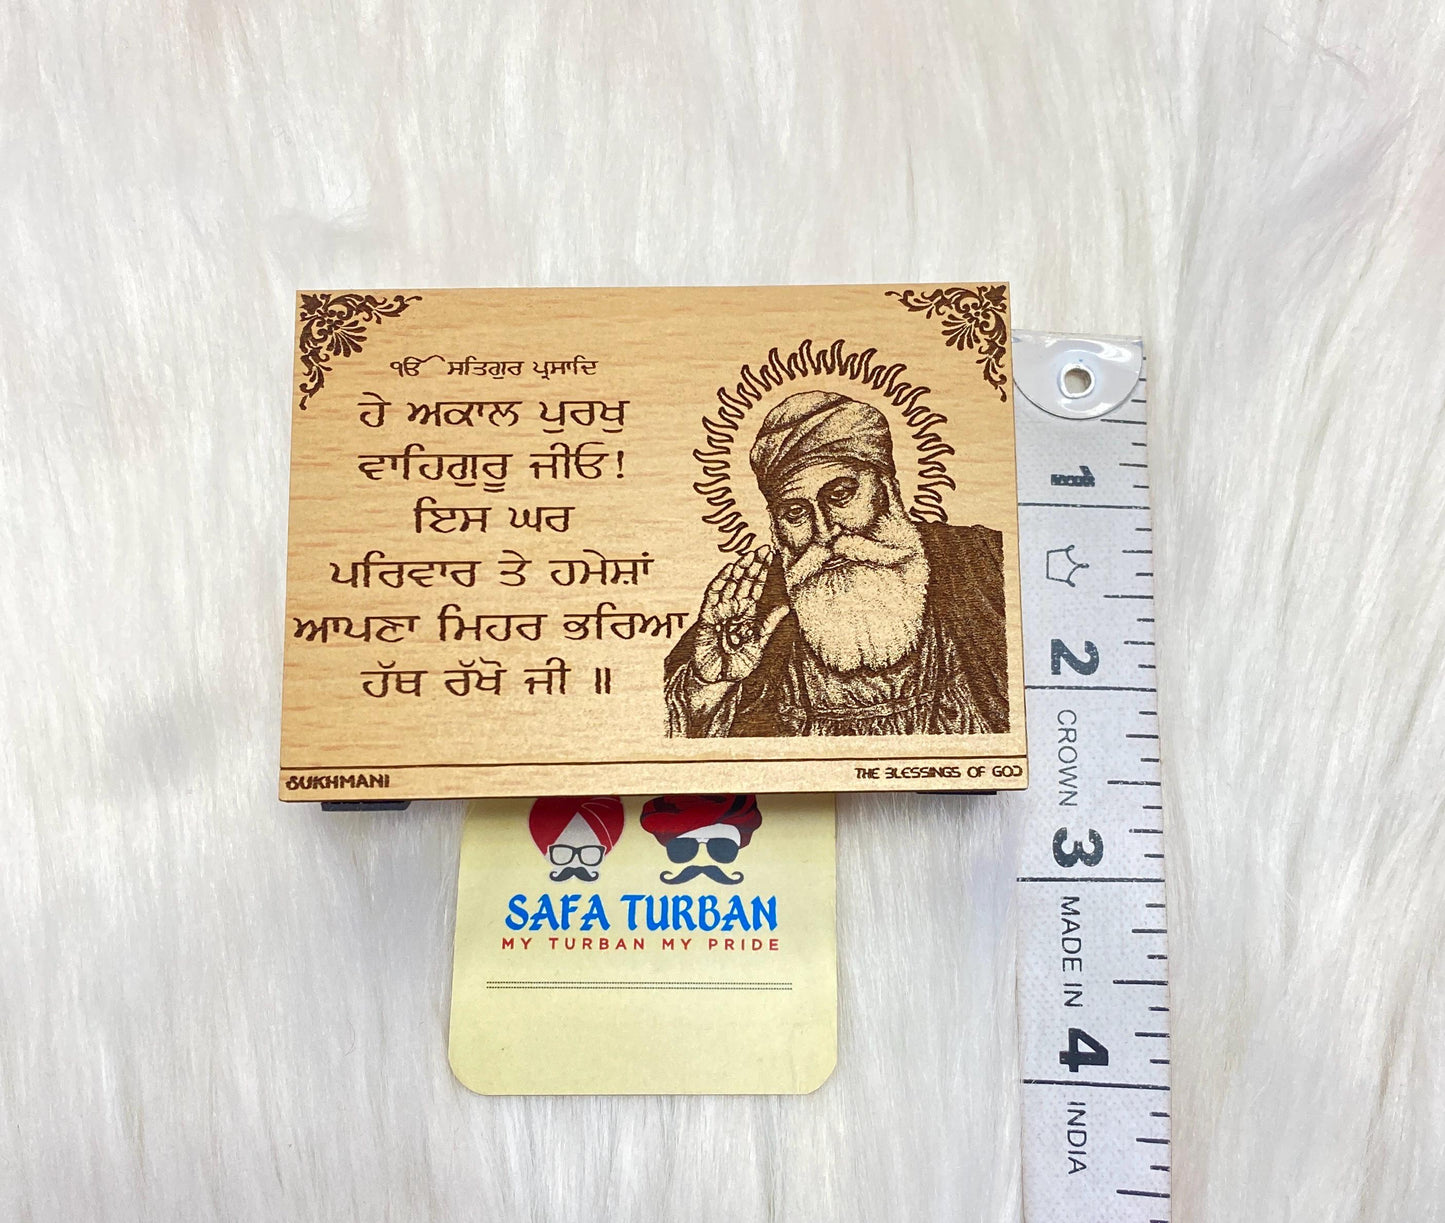 ੴ ਸਤਿਗੁਰ ਪ੍ਰਸਾਦਿ
ਹੇ ਅਕਾਲ ਪੁਰਖੁ
ਵਾਹਿਗੁਰੂ ਜੀਓ!
ਇਸ ਘਰ
ਪਰਿਵਾਰ ਤੇ ਹਮੇਸ਼ਾਂ
ਆਪਣਾ ਮਿਹਰ ਭਰਿਆ
ਹੱਥ ਰੱਖੋ ਜੀ ॥
SUKHMANI
THE BLESSINGS OF GOD
SAFA TURBAN
MY TURBAN MY PRIDE
1
2
CROWN
3
MADE IN
4
INDIA